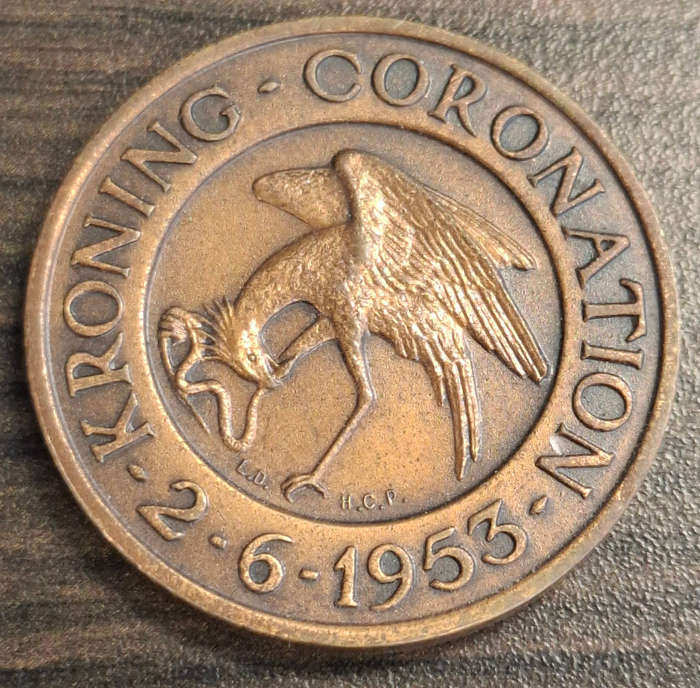 KRONING - CORONATION - 2 - 6 - 1953 -
L.D.
H.C.P.